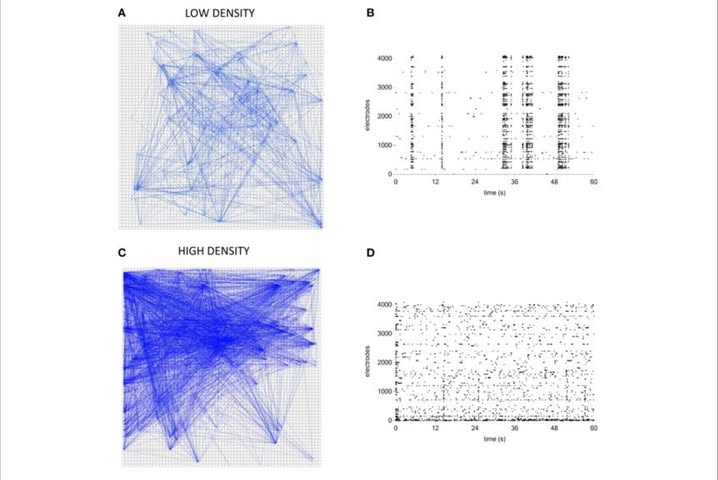 A
LOW DENSITY
B
4000
3000
2000
1000
0
electrodes
0 12 24 36 48 60
time (s)
C
HIGH DENSITY
D
4000
3000
2000
1000
0
electrodes
0 12 24 36 48 60
time (s)